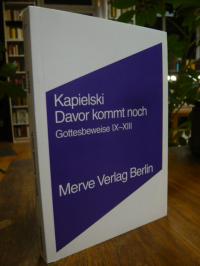 Kapielski
Davor kommt noch
Gottesbeweise IX–XIII
Merve Verlag Berlin